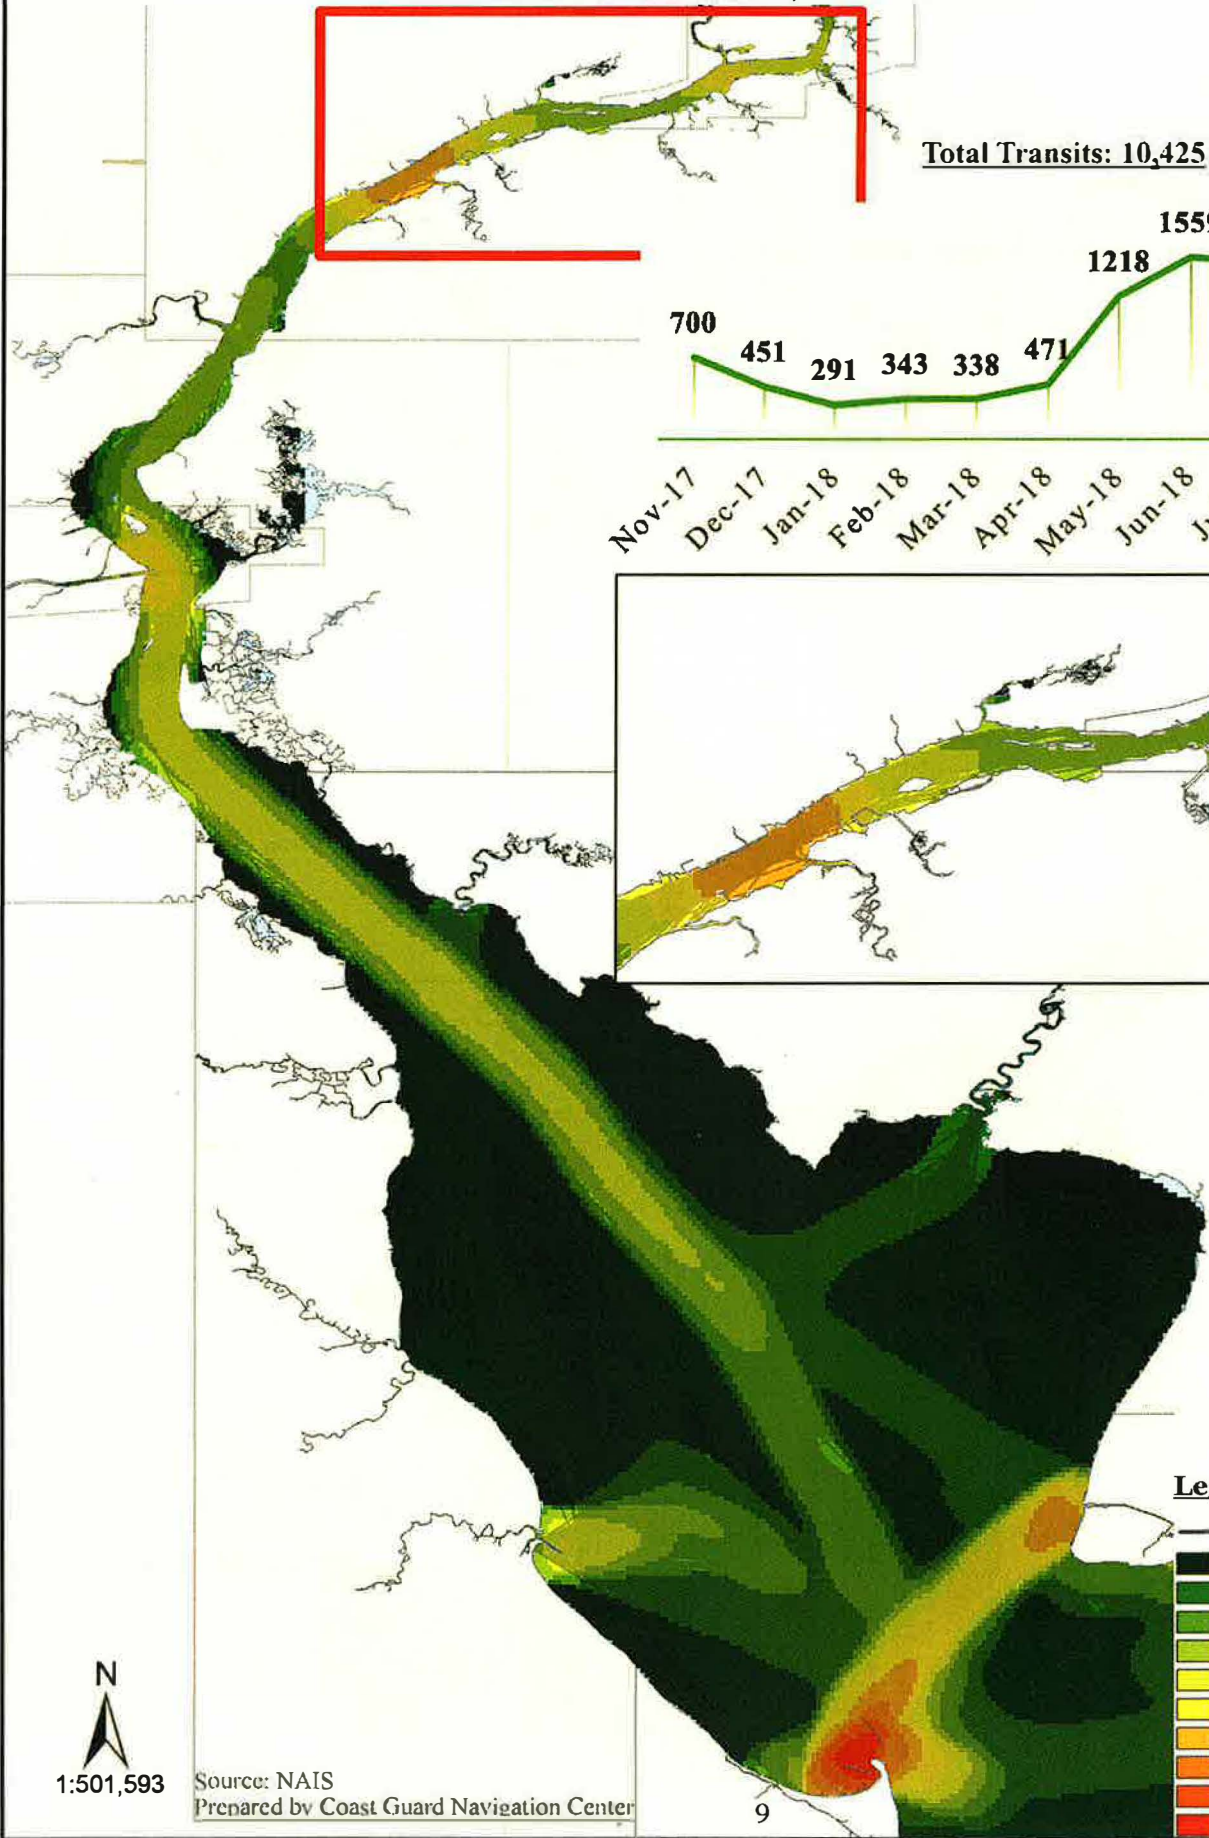 Total Transits: 10,425
1559
1218
700
451
291
343
338
471
Nov-17
Dec-17
Jan-18
Feb-18
Mar-18
Apr-18
May-18
Jun-18
N
1:501,593
Source: NAIS
Prepared by Coast Guard Navigation Center
9